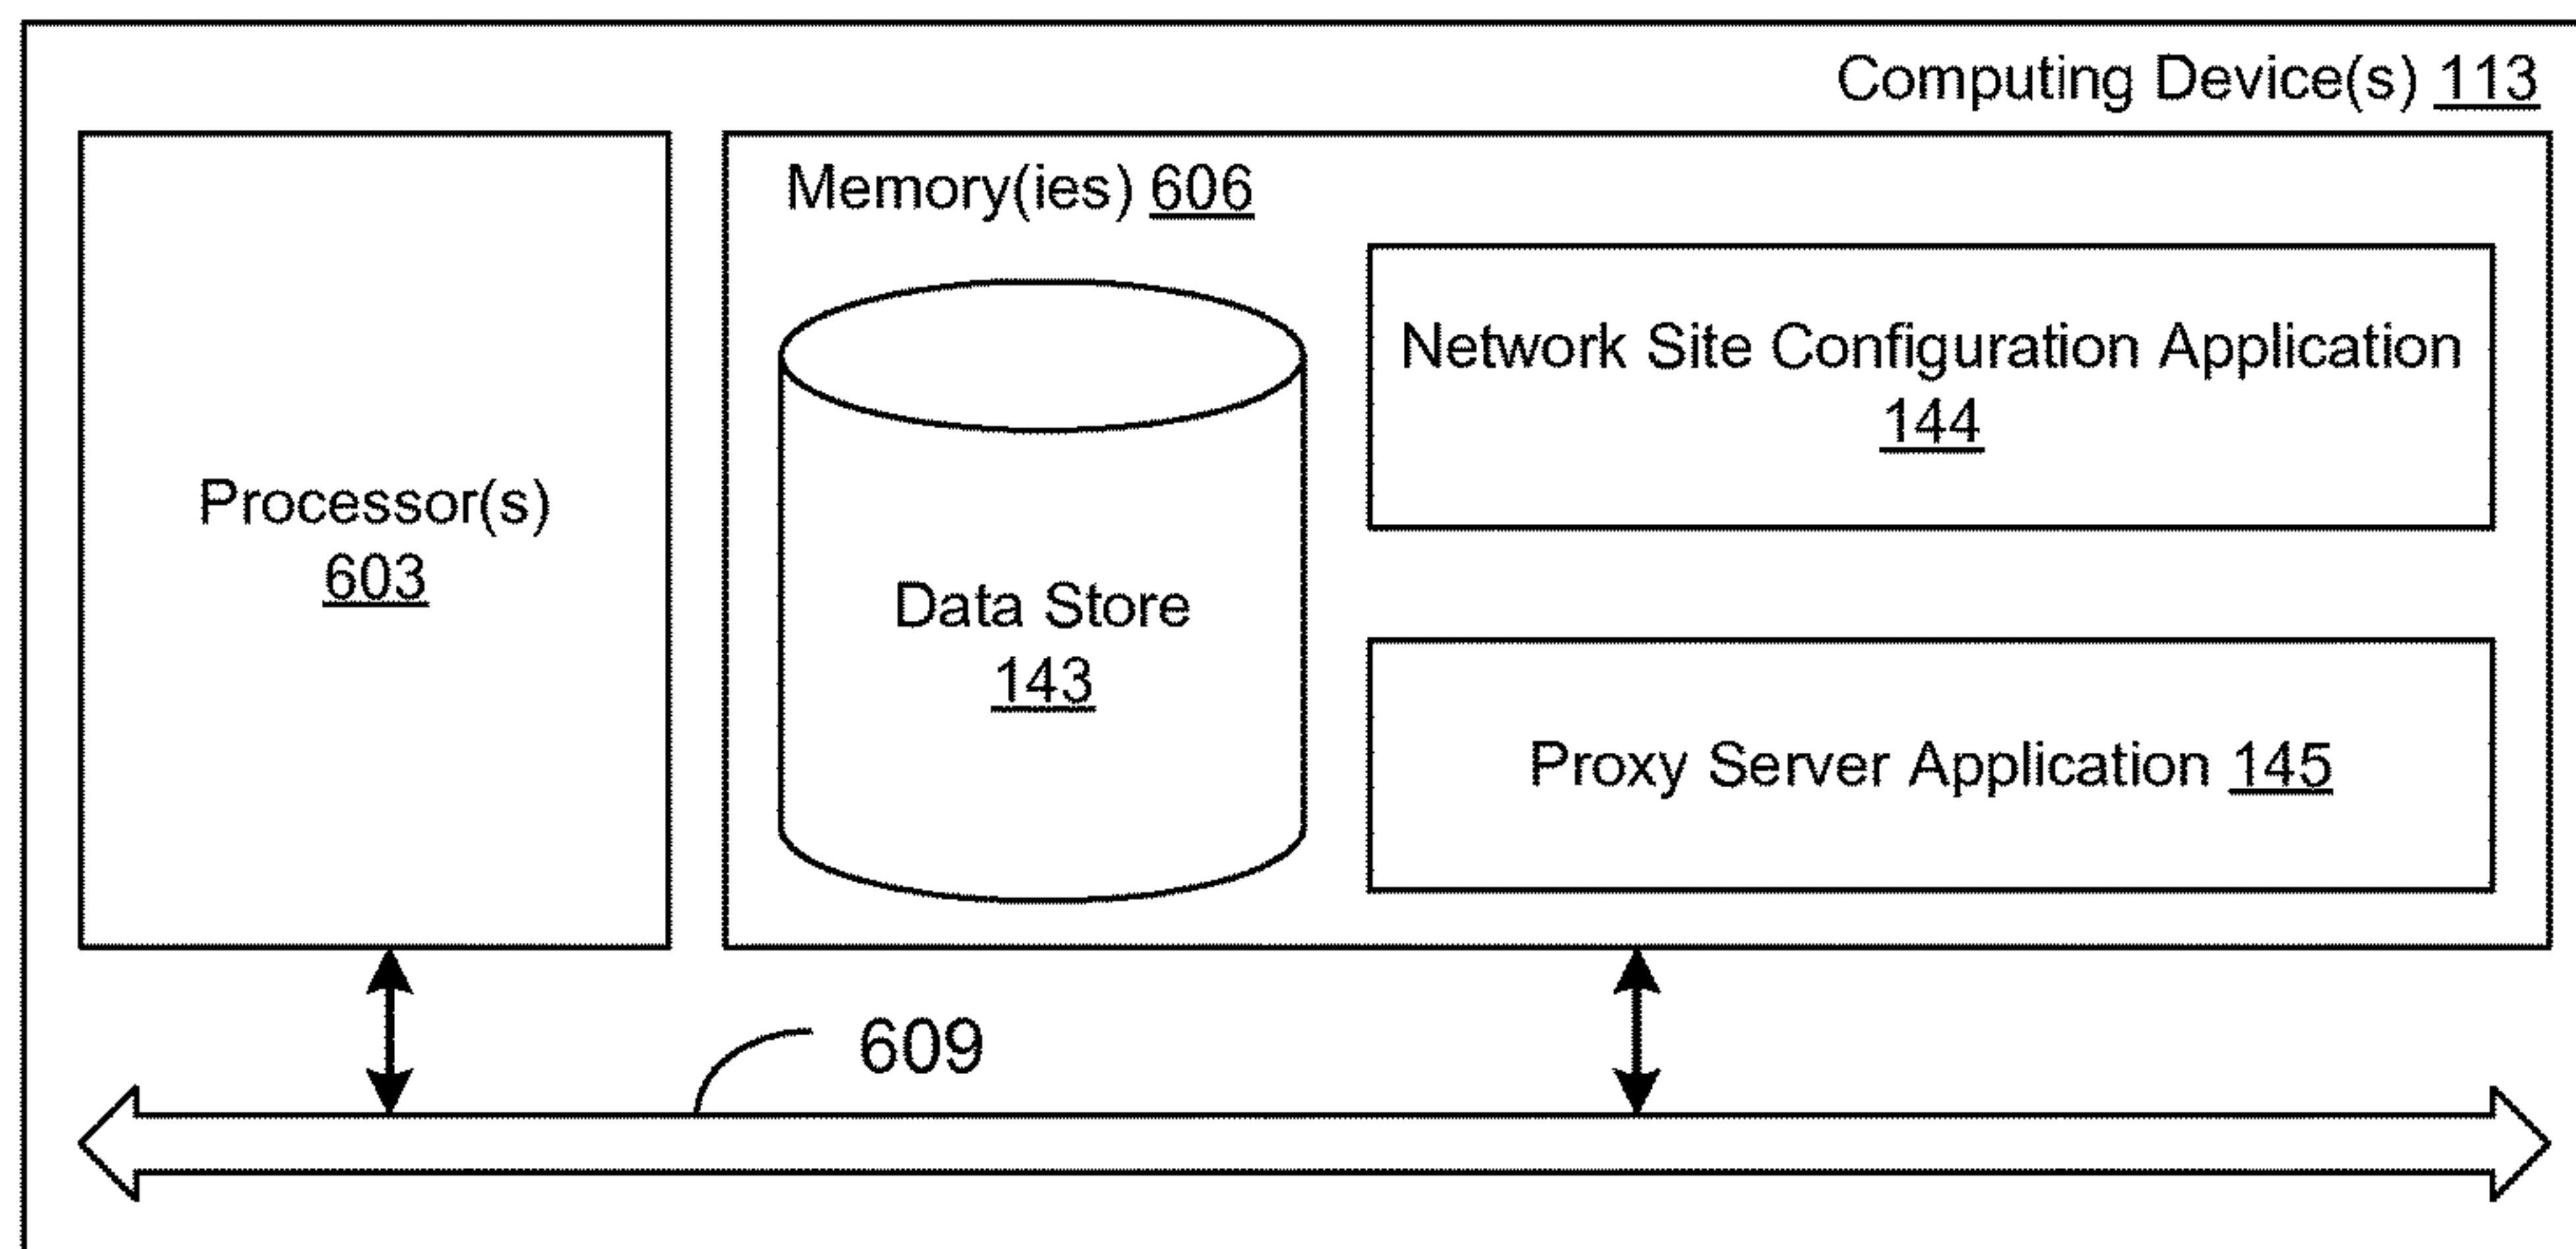 Computing Device(s) 113
Memory(ies) 606
Network Site Configuration Application
144
Processor(s)
603
Data Store
143
Proxy Server Application 145
609